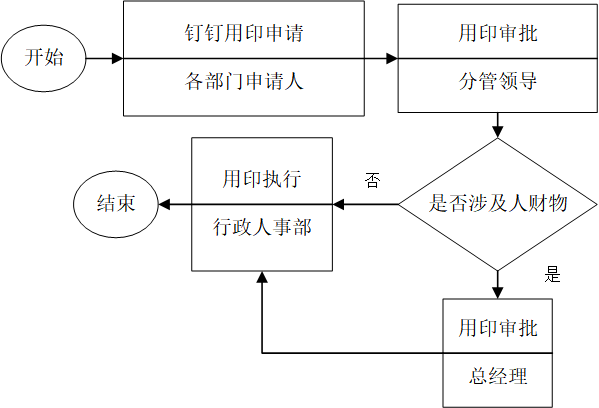 开始
钉钉用印申请
各部门申请人
用印审批
分管领导
是否涉及人财物
否
用印执行
行政人事部
结束
是
用印审批
总经理